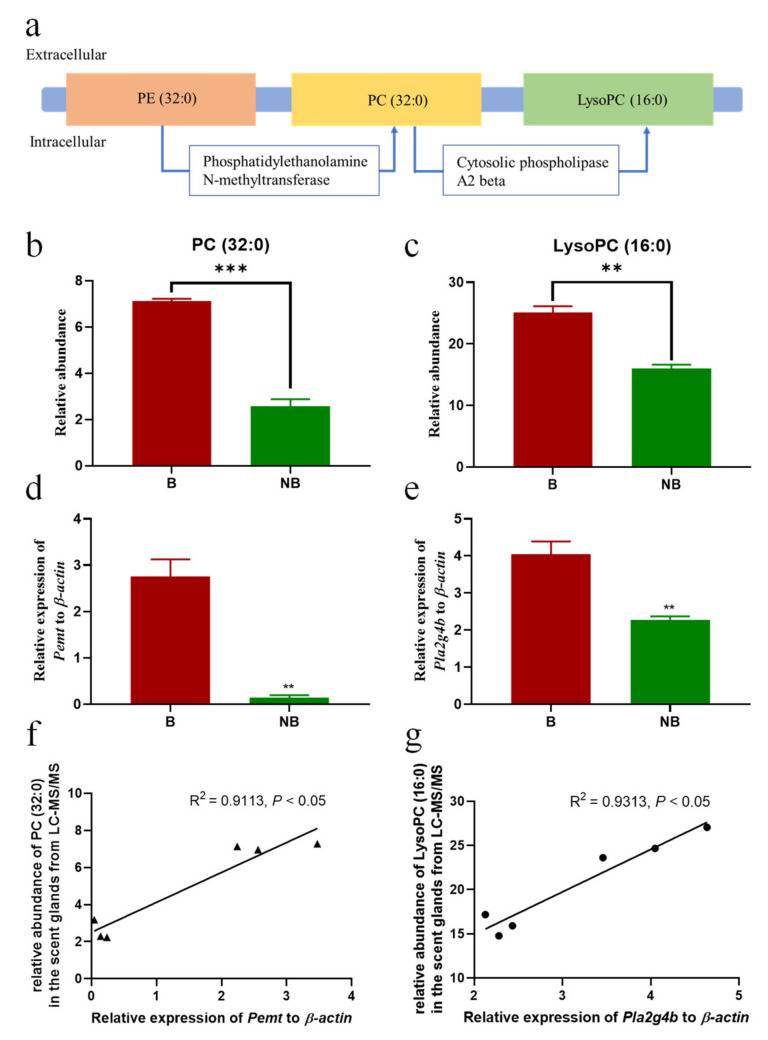 a
Extracellular
PE (32:0)
PC (32:0)
LysoPC (16:0)
Intracellular
Phosphatidylethanolamine
N-methyltransferase
Cytosolic phospholipase
A2 beta
b
PC (32:0)
***
Relative abundance
8
6
4
2
0
B
NB
c
LysoPC (16:0)
**
Relative abundance
30
20
10
0
B
NB
d
Relative expression of
Pemt to β-actin
4
3
2
1
0
**
B
NB
e
Relative expression of
Pla2g4b to β-actin
5
4
3
2
1
0
**
B
NB
f
relative abundance of PC (32:0)
in the scent glands from LC-MS/MS
R² = 0.9113, P < 0.05
10
8
6
4
2
0
0 1 2 3 4
Relative expression of Pemt to β-actin
g
relative abundance of LysoPC (16:0)
in the scent glands from LC-MS/MS
R² = 0.9313, P < 0.05
30
25
20
15
10
2 3 4 5
Relative expression of Pla2g4b to β-actin